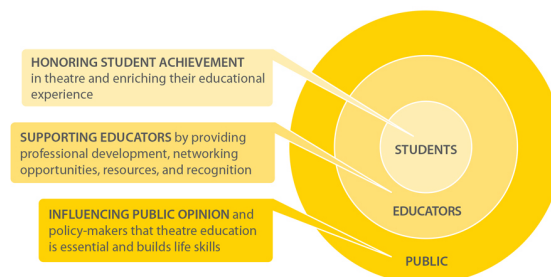 HONORING STUDENT ACHIEVEMENT
in theatre and enriching their educational
experience
SUPPORTING EDUCATORS by providing
professional development, networking
opportunities, resources, and recognition
INFLUENCING PUBLIC OPINION and
policy-makers that theatre education
is essential and builds life skills
STUDENTS
EDUCATORS
PUBLIC